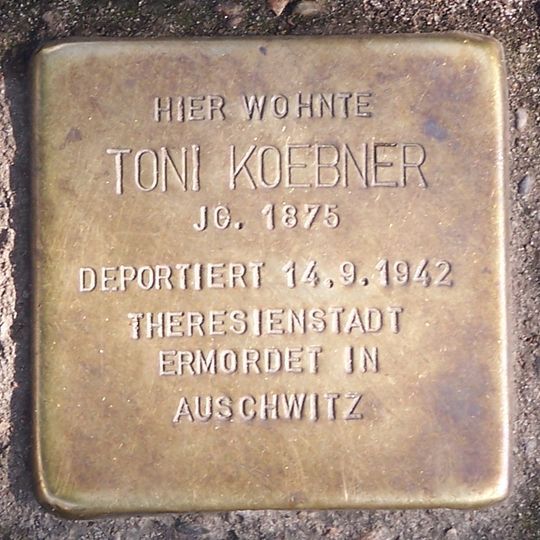 HIER WOHNTE
TONI KOEBNER
JG. 1875
DEPORTIERT 14.9.1942
THERESIENSTADT
ERMORDET IN
AUSCHWITZ